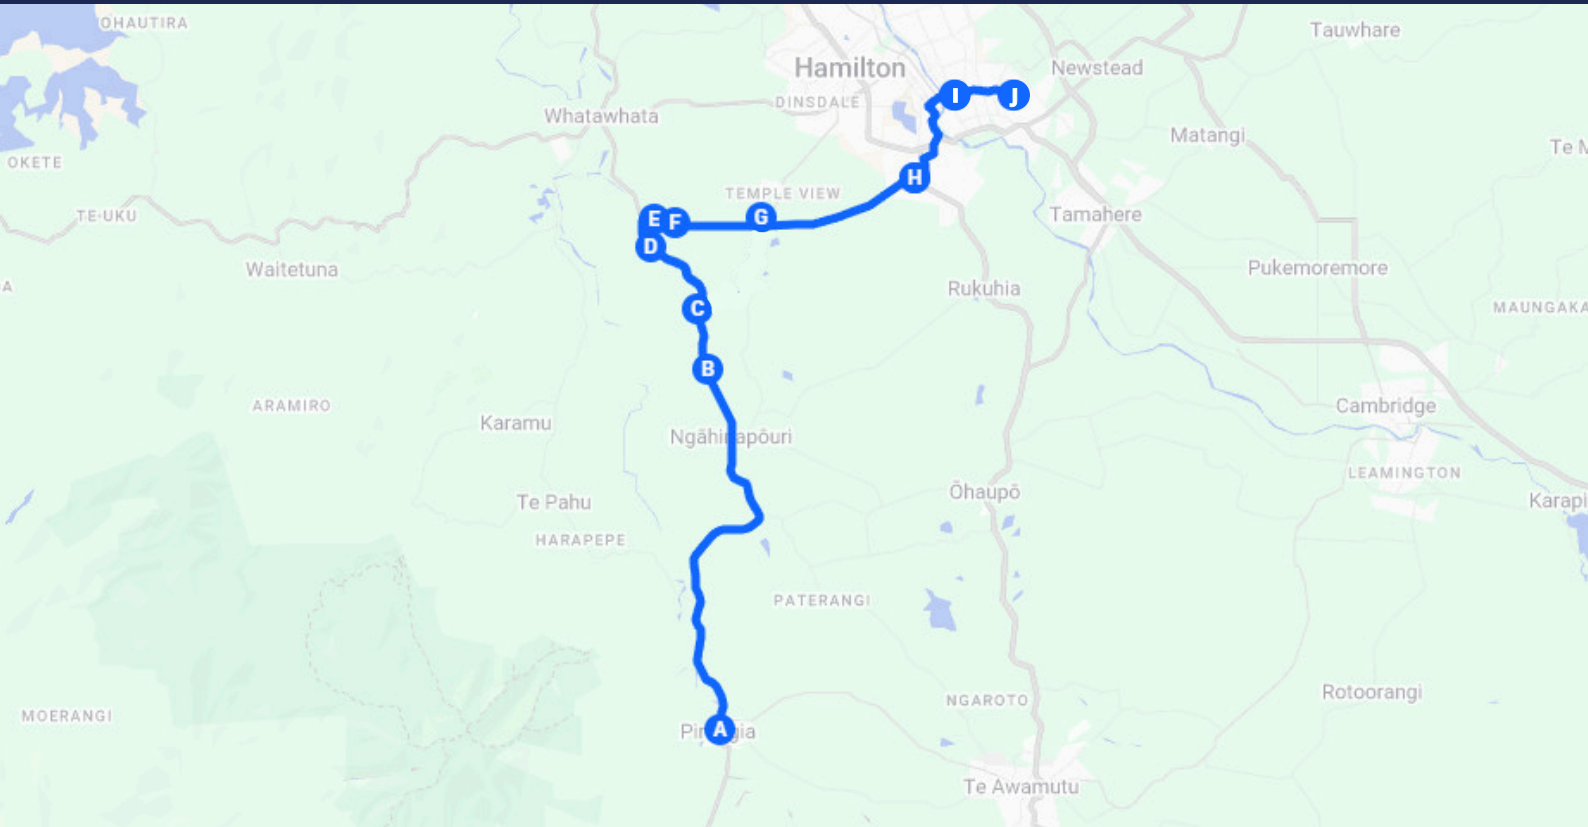 OHAUTIRA
Tauwhare
Hamilton
Newstead
DINSDALE
Whatawhata
I
J
Matangi
OKETE
Te M
H
TEMPLE VIEW
TE UKU
E
F
G
Tamahere
D
Waitetuna
Pukemoremore
A
Rukuhia
C
MAUNGAKA
B
ARAMIRO
Cambridge
Karamu
Ngāhinapōuri
LEAMINGTON
Ōhaupō
Te Pahu
Karapi
HARAPEPE
PATERANGI
Rotoorangi
NGAROTO
MOERANGI
A
Te Awamutu